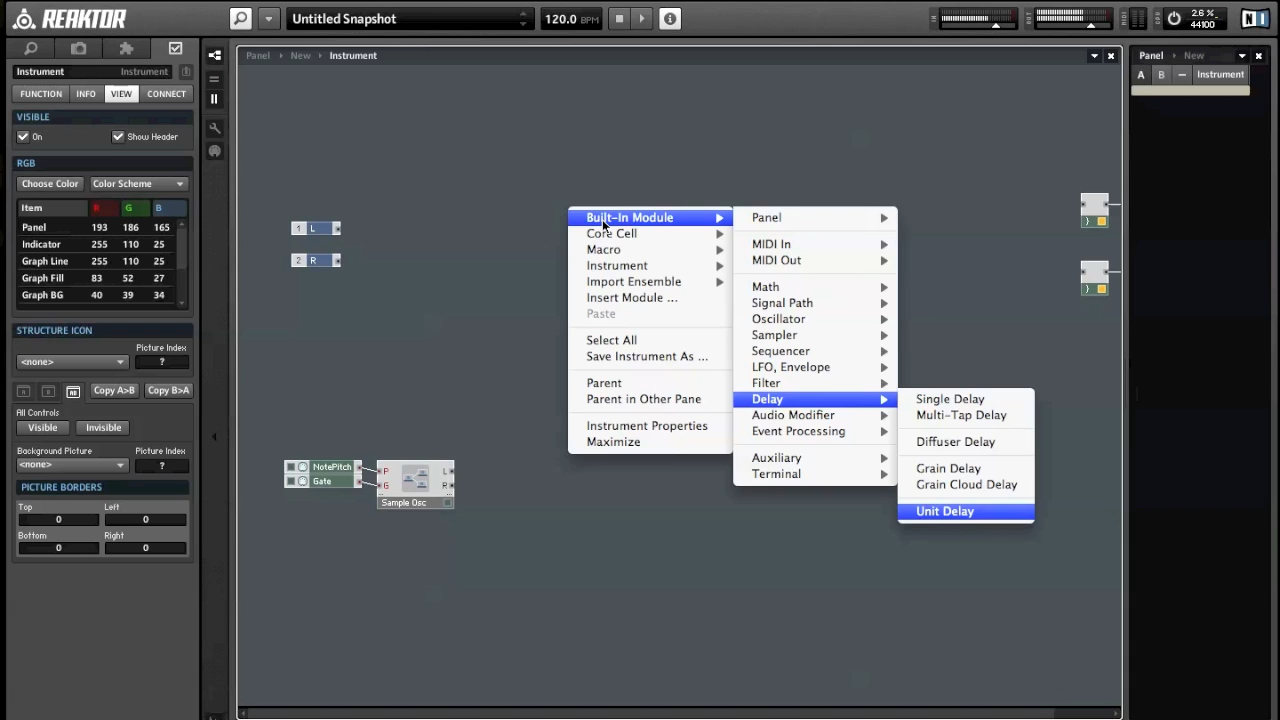 REAKTOR
Untitled Snapshot
120.0 BPM
2.6 %
44100
Instrument Instrument
FUNCTION INFO VIEW CONNECT
VISIBLE
On Show Header
RGB
Choose Color Color Scheme
Item R G B
Panel 193 186 165
Indicator 255 110 25
Graph Line 255 110 25
Graph Fill 83 52 27
Graph BG 40 39 34
STRUCTURE ICON
Picture Index
<none> ?
Copy A>B Copy B>A
All Controls
Visible Invisible
Background Picture Picture Index
<none> ?
PICTURE BORDERS
Top Left
0 0
Bottom Right
0 0
Panel New Instrument
1 L
2 R
NotePitch
Gate
P L
G R
Sample Osc
Built-In Module
Core Cell
Macro
Instrument
Import Ensemble
Insert Module ...
Paste
Select All
Save Instrument As ...
Parent
Parent in Other Pane
Instrument Properties
Maximize
Panel
MIDI In
MIDI Out
Math
Signal Path
Oscillator
Sampler
Sequencer
LFO, Envelope
Filter
Delay
Audio Modifier
Event Processing
Auxiliary
Terminal
Single Delay
Multi-Tap Delay
Diffuser Delay
Grain Delay
Grain Cloud Delay
Unit Delay
Panel New
A B Instrument